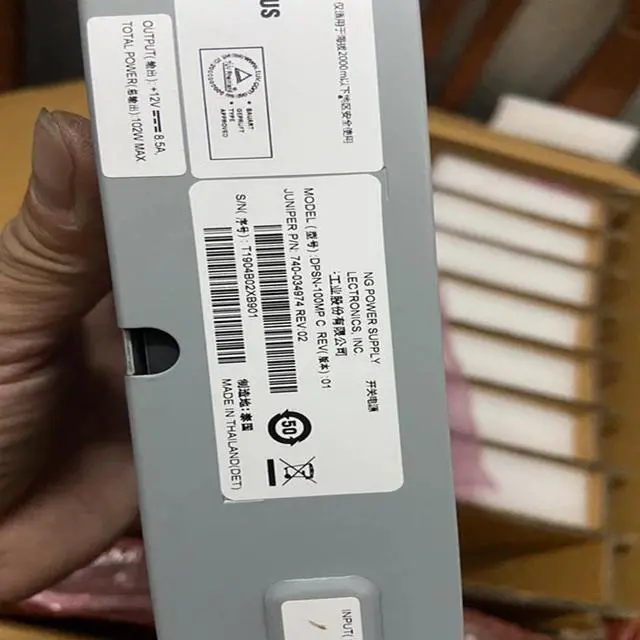 US
仅适用于海拔2000m以下地区安全使用
OUTPUT(输出): +12V 8.5A,
TOTAL POWER(总输出):102W MAX
TYPE
APPROVED
NG POWER SUPPLY 开关电源
LECTRONICS, INC.
工业股份有限公司
MODEL (型号):DPSN-100MP C REV(版本):01
JUNIPER P/N: 740-034974 REV:02
S/N(序号): T1904B02XB901
50
制造地:泰国
MADE IN THAILAND(DET)
INPUT(